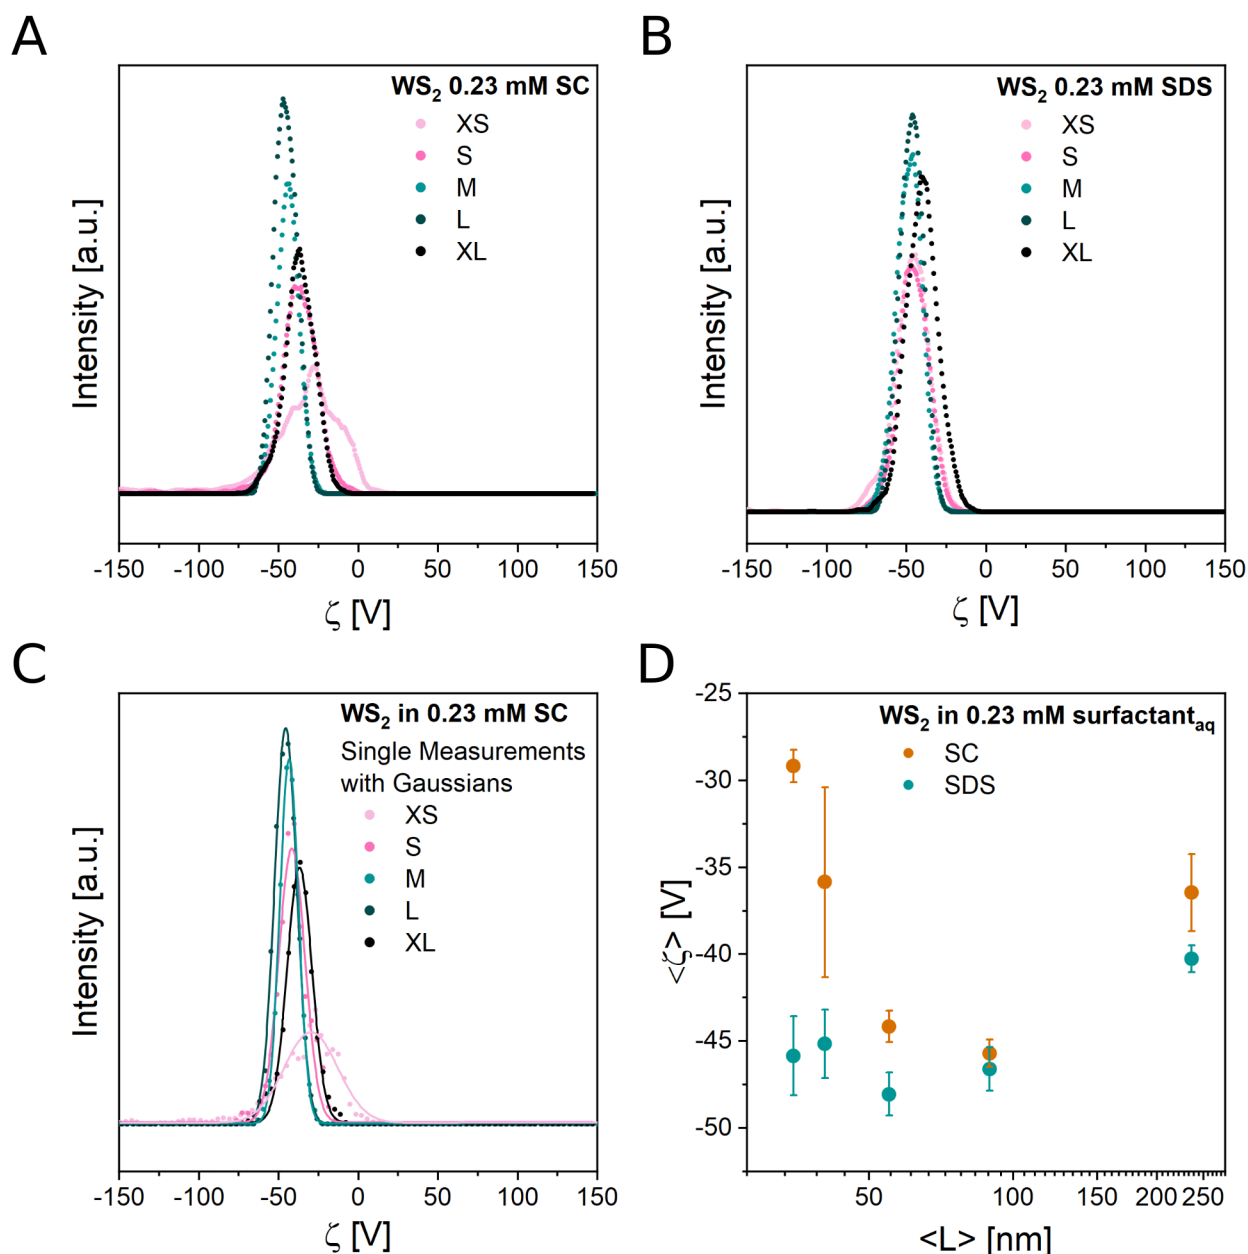 A
WS2 0.23 mM SC
XS
S
M
L
XL
Intensity [a.u.]
-150 -100 -50 0 50 100 150
ζ [V]
B
WS2 0.23 mM SDS
XS
S
M
L
XL
Intensity [a.u.]
-150 -100 -50 0 50 100 150
ζ [V]
C
WS2 in 0.23 mM SC
Single Measurements
with Gaussians
XS
S
M
L
XL
Intensity [a.u.]
-150 -100 -50 0 50 100 150
ζ [V]
D
WS2 in 0.23 mM surfactantaq
SC
SDS
<ζ> [V]
-25
-30
-35
-40
-45
-50
50 100 150 200 250
<L> [nm]